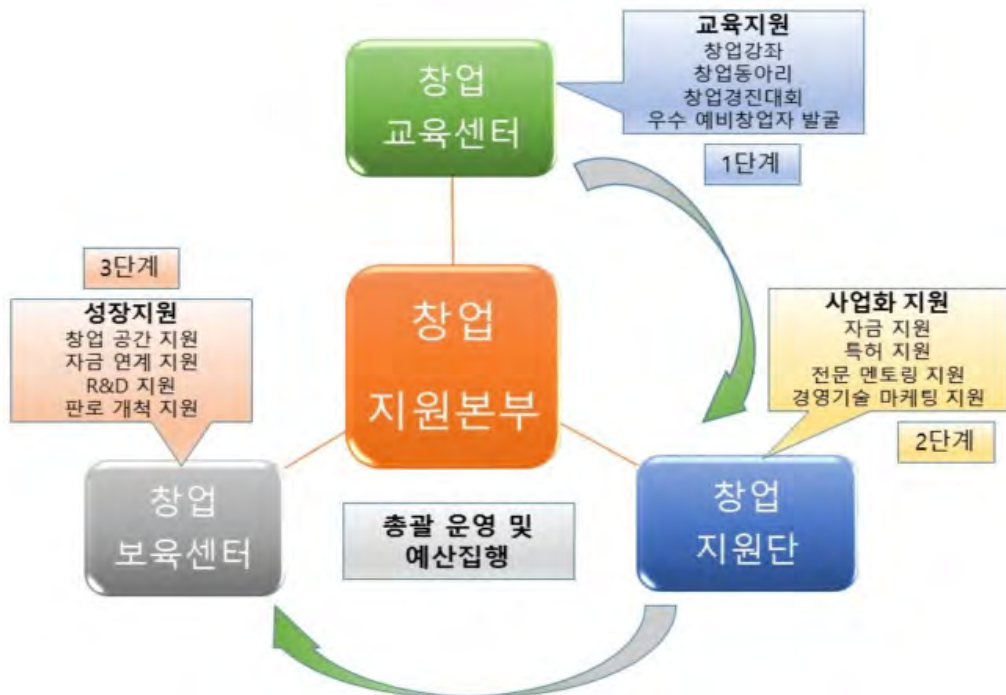 창업
교육센터
교육지원
창업강좌
창업동아리
창업경진대회
우수 예비창업자 발굴
1단계
3단계
성장지원
창업 공간 지원
자금 연계 지원
R&D 지원
판로 개척 지원
창업
지원본부
사업화 지원
자금 지원
특허 지원
전문 멘토링 지원
경영기술 마케팅 지원
2단계
창업
보육센터
총괄 운영 및
예산집행
창업
지원단